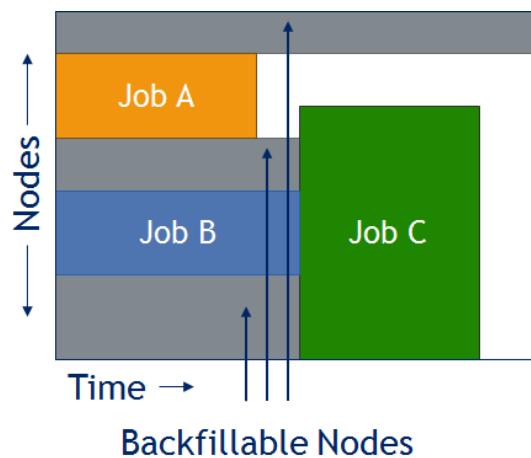 Job A
Nodes
Job B
Job C
Time
Backfillable Nodes